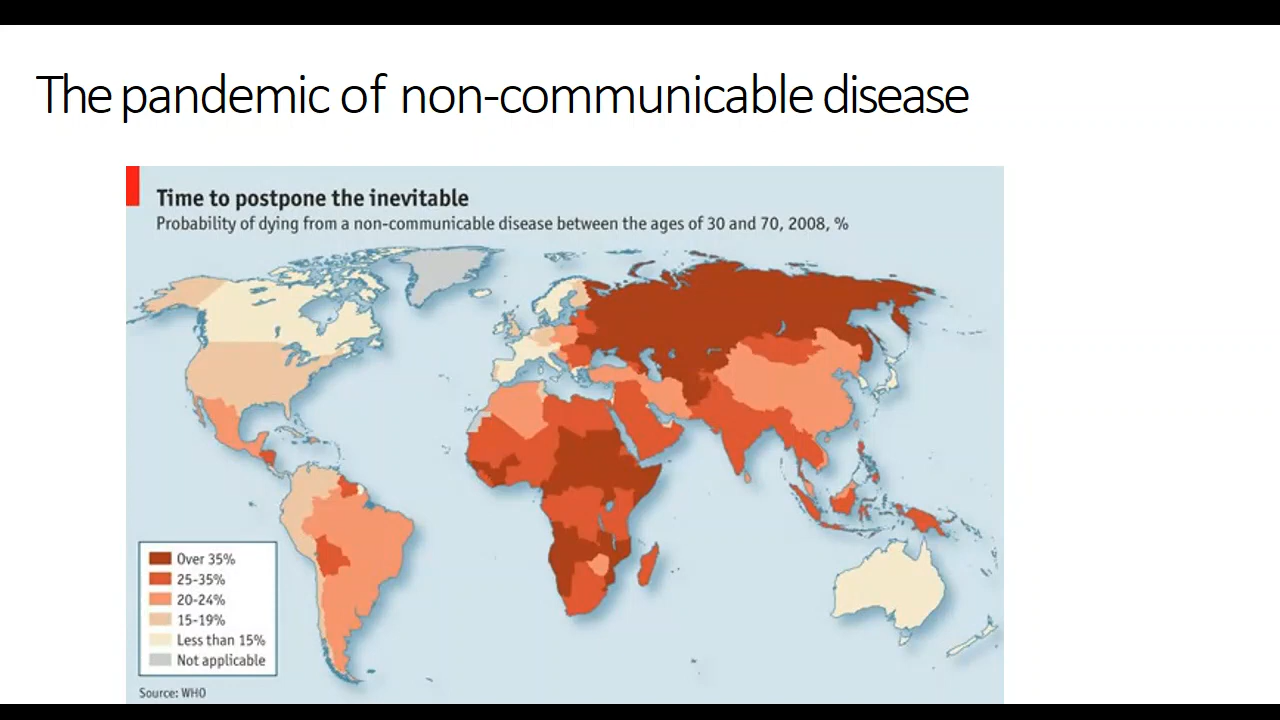 The pandemic of non-communicable disease
Time to postpone the inevitable
Probability of dying from a non-communicable disease between the ages of 30 and 70, 2008, %
Over 35%
25-35%
20-24%
15-19%
Less than 15%
Not applicable
Source: WHO